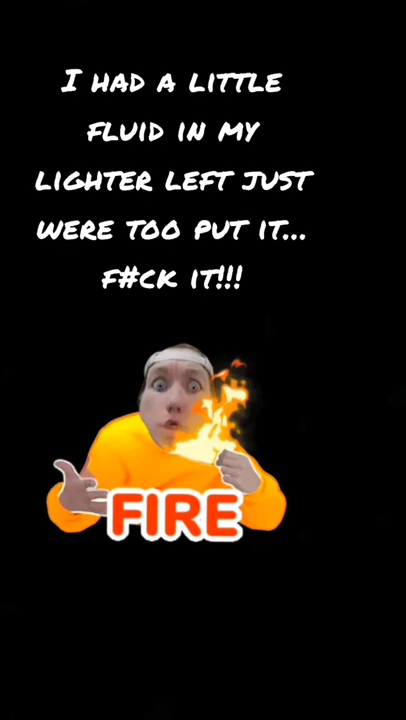 I HAD A LITTLE
FLUID IN MY
LIGHTER LEFT JUST
WERE TOO PUT IT...
F#CK IT!!!
FIRE